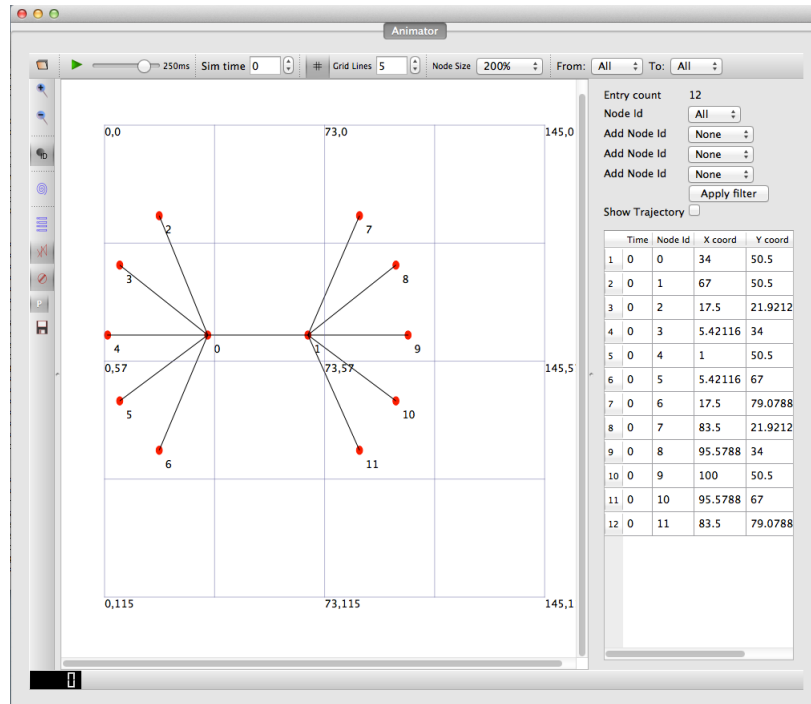 Animator
250ms Sim time 0 # Grid Lines 5 Node Size 200% From: All To: All
Entry count 12
Node Id All
Add Node Id None
Add Node Id None
Add Node Id None
Apply filter
Show Trajectory
ID
P
0,0 73,0 145,0
2 7
3 8
4 0 1 9
0,57 73,57 145,5
5 10
6 11
0,115 73,115 145,1
Time Node Id X coord Y coord
1 0 0 34 50.5
2 0 1 67 50.5
3 0 2 17.5 21.9212
4 0 3 5.42116 34
5 0 4 1 50.5
6 0 5 5.42116 67
7 0 6 17.5 79.0788
8 0 7 83.5 21.9212
9 0 8 95.5788 34
10 0 9 100 50.5
11 0 10 95.5788 67
12 0 11 83.5 79.0788
0